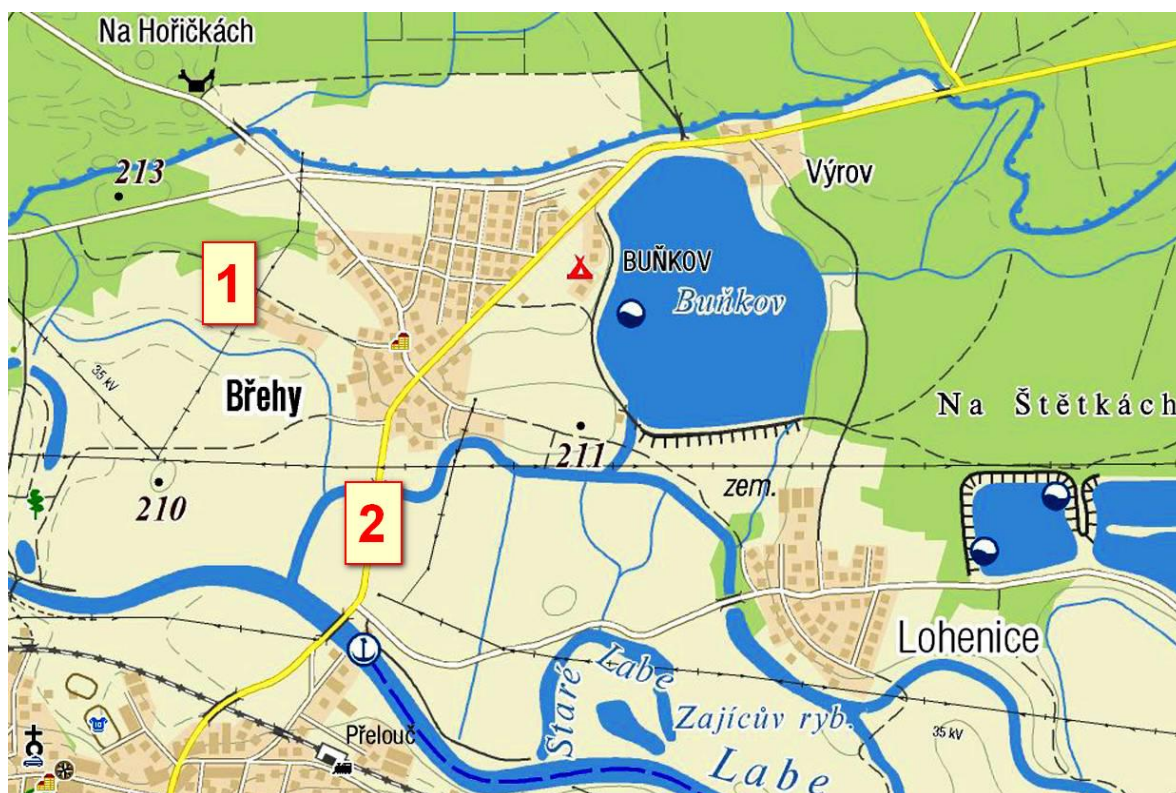 Na Hořičkách
213
Výrov
1
BUŇKOV
Buňkov
35 kV
Břehy
Na Štětkách
211
zem.
210
2
Lohenice
Staré
Labe
Zajícův ryb.
35 kV
Přelouč
Labe
10